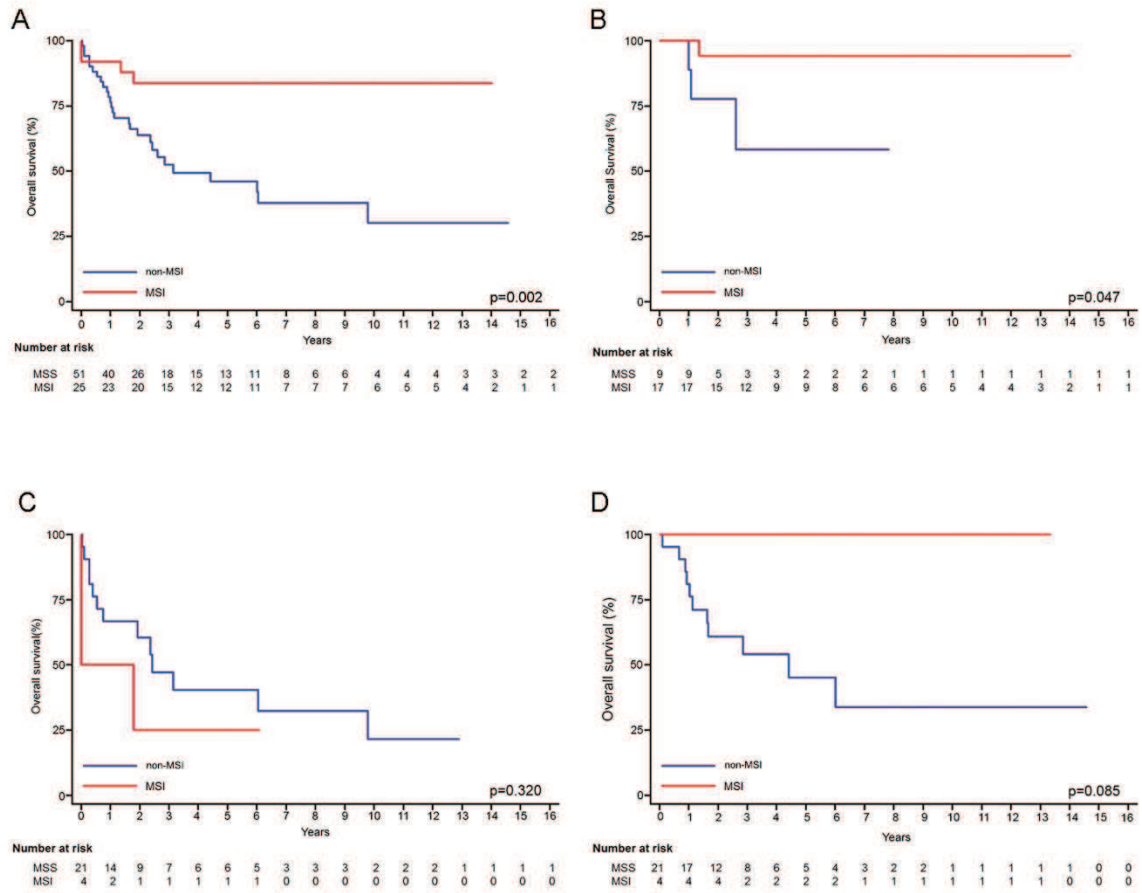 A
Overall survival (%)
100
75
50
25
0
non-MSI
MSI
p=0.002
0 1 2 3 4 5 6 7 8 9 10 11 12 13 14 15 16
Years
Number at risk
MSS 51 40 26 18 15 13 11 8 6 6 4 4 4 3 3 2 2
MSI 25 23 20 15 12 12 11 7 7 7 6 5 5 4 2 1 1
B
Overall Survival (%)
100
75
50
25
0
non-MSI
MSI
p=0.047
0 1 2 3 4 5 6 7 8 9 10 11 12 13 14 15 16
Years
Number at risk
MSS 9 9 5 3 3 2 2 2 1 1 1 1 1 1 1 1 1
MSI 17 17 15 12 9 9 8 6 6 6 5 4 4 3 2 1 1
C
Overall survival(%)
100
75
50
25
0
non-MSI
MSI
p=0.320
0 1 2 3 4 5 6 7 8 9 10 11 12 13 14 15 16
Years
Number at risk
MSS 21 14 9 7 6 6 5 3 3 3 2 2 2 1 1 1 1
MSI 4 2 1 1 1 1 1 0 0 0 0 0 0 0 0 0 0
D
Overall survival (%)
100
75
50
25
0
non-MSI
MSI
p=0.085
0 1 2 3 4 5 6 7 8 9 10 11 12 13 14 15 16
Years
Number at risk
MSS 21 17 12 8 6 5 4 3 2 2 1 1 1 1 1 0 0
MSI 4 4 4 2 2 2 2 1 1 1 1 1 1 1 0 0 0